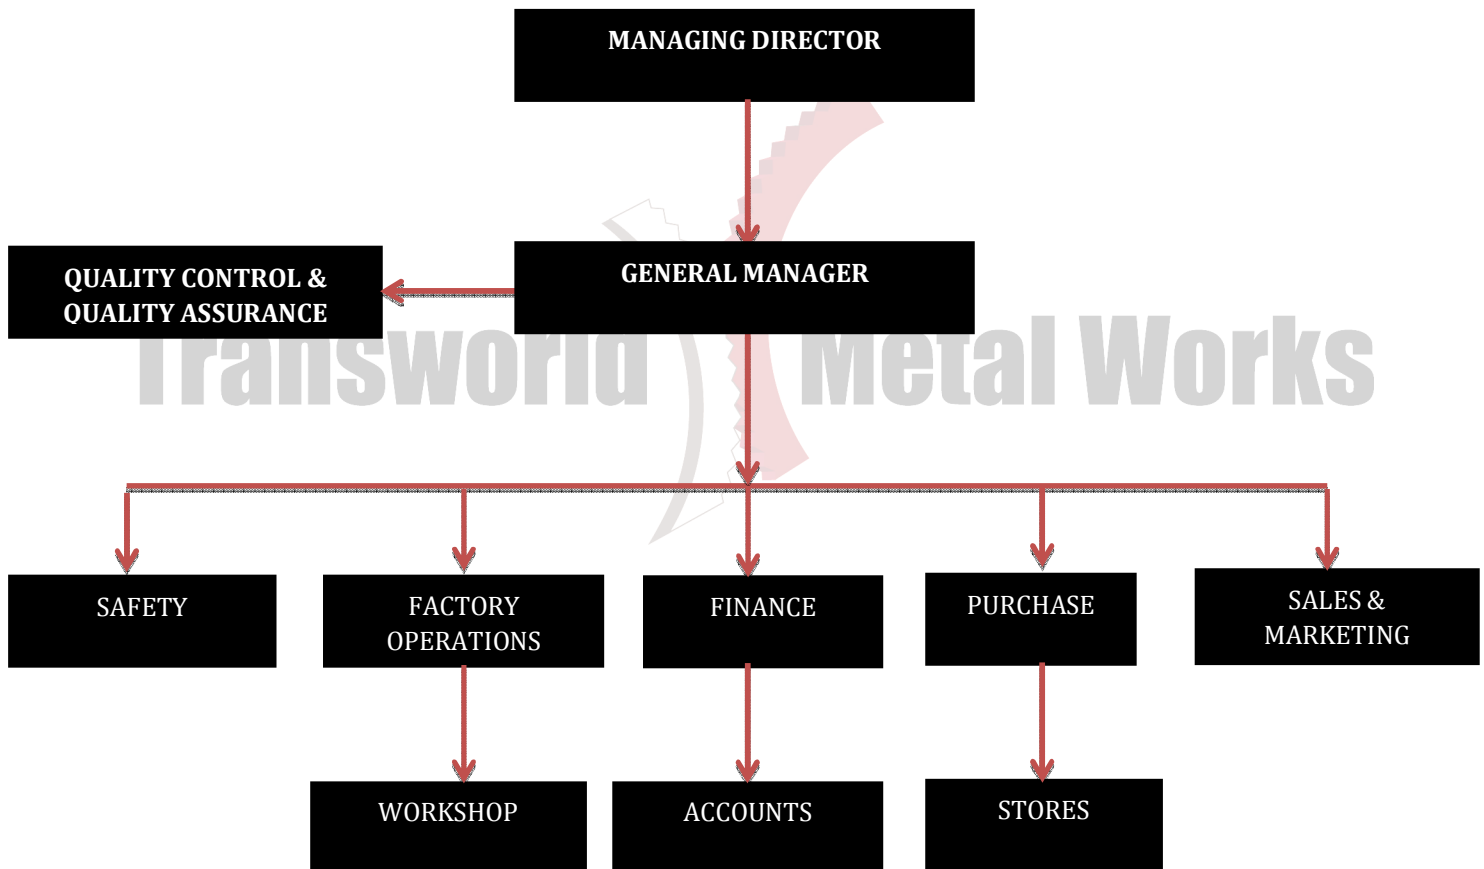 MANAGING DIRECTOR
GENERAL MANAGER
QUALITY CONTROL &
QUALITY ASSURANCE
Transworld Metal Works
SAFETY
FACTORY
OPERATIONS
FINANCE
PURCHASE
SALES &
MARKETING
WORKSHOP
ACCOUNTS
STORES